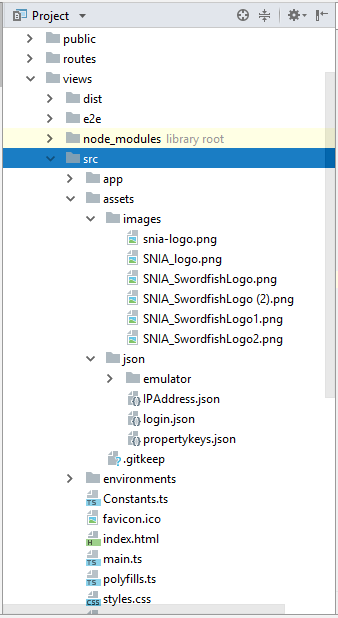 Project
public
routes
views
dist
e2e
node_modules library root
src
app
assets
images
snia-logo.png
SNIA_logo.png
SNIA_SwordfishLogo.png
SNIA_SwordfishLogo (2).png
SNIA_SwordfishLogo1.png
SNIA_SwordfishLogo2.png
json
emulator
IPAddress.json
login.json
propertykeys.json
.gitkeep
environments
Constants.ts
favicon.ico
index.html
main.ts
polyfills.ts
styles.css